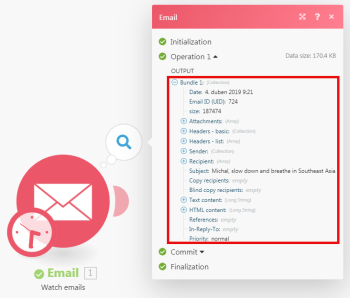 Email
?
Initialization
Operation 1
Data size: 170.4 KB
OUTPUT
Bundle 1: (Collection)
Date: 4. duben 2019 9:21
Email ID (UID): 724
size: 187474
Attachments: (Array)
Headers - basic: (Collection)
Headers - list: (Array)
Sender: (Collection)
Recipient: (Array)
Subject: Michal, slow down and breathe in Southeast Asia
Copy recipients: empty
Blind copy recipients: empty
Text content: (Long String)
HTML content: (Long String)
References: empty
In-Reply-To: empty
Priority: normal
Commit
Finalization
Email 1
Watch emails